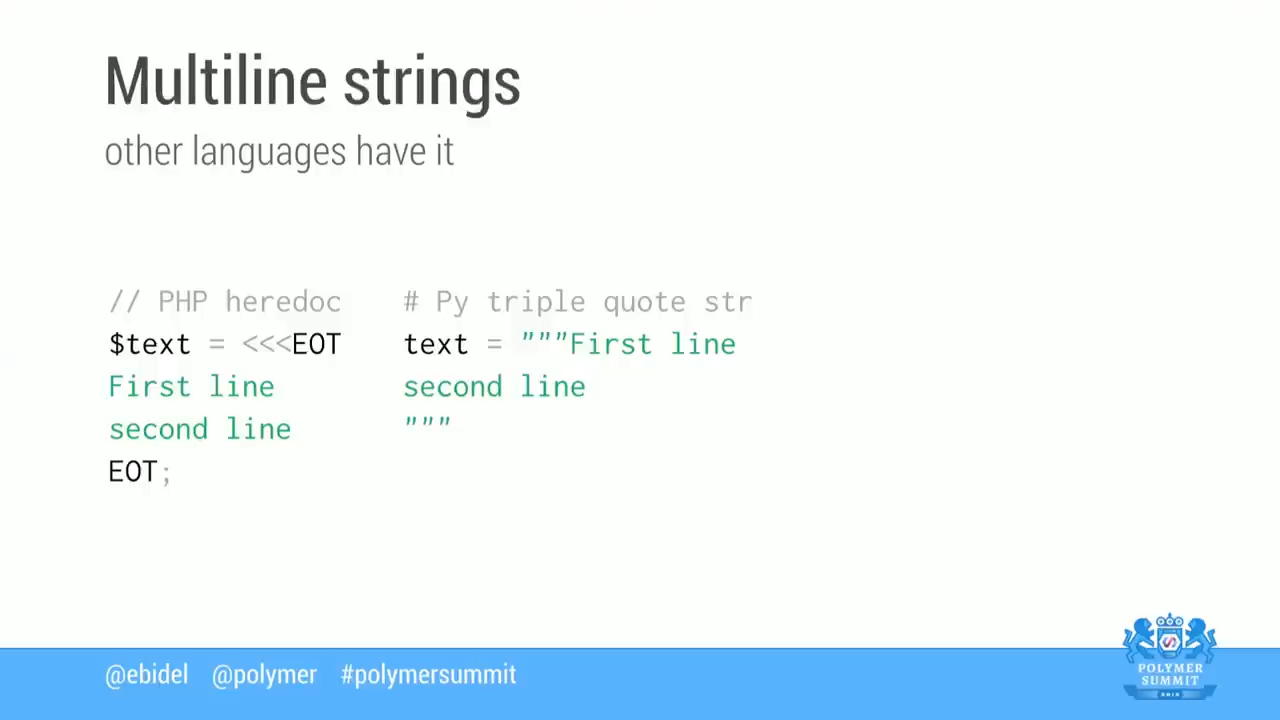 Multiline strings
other languages have it
// PHP heredoc
$text = <<<EOT
First line
second line
EOT;
# Py triple quote str
text = """First line
second line
"""
@ebidel @polymer #polymersummit
POLYMER
SUMMIT